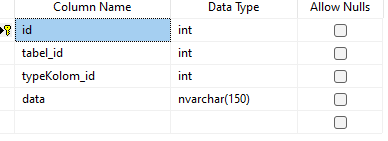 Column Name Data Type Allow Nulls
id int
tabel_id int
typeKolom_id int
data nvarchar(150)